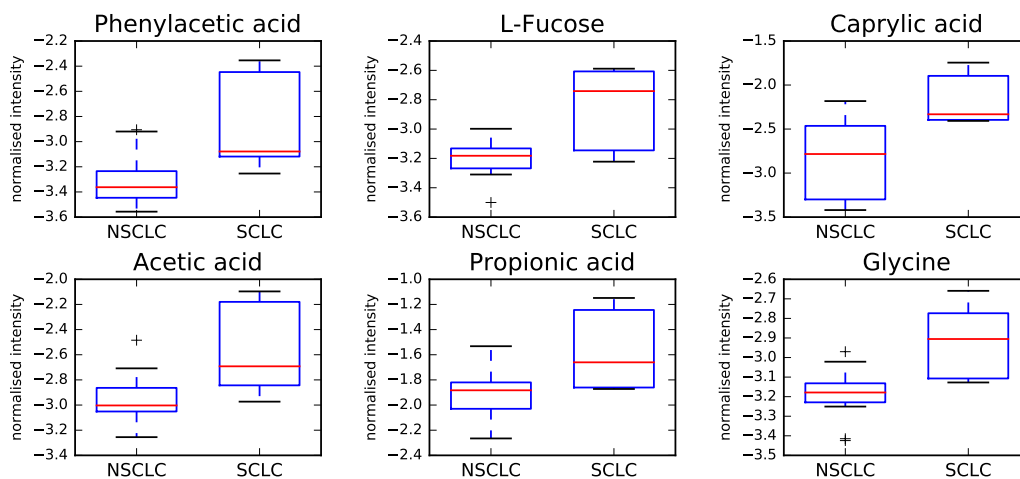 Phenylacetic acid
normalised intensity
−2.2
−2.4
−2.6
−2.8
−3.0
−3.2
−3.4
−3.6
NSCLC
SCLC
L-Fucose
normalised intensity
−2.4
−2.6
−2.8
−3.0
−3.2
−3.4
−3.6
NSCLC
SCLC
Caprylic acid
normalised intensity
−1.5
−2.0
−2.5
−3.0
−3.5
NSCLC
SCLC
Acetic acid
normalised intensity
−2.0
−2.2
−2.4
−2.6
−2.8
−3.0
−3.2
−3.4
NSCLC
SCLC
Propionic acid
normalised intensity
−1.0
−1.2
−1.4
−1.6
−1.8
−2.0
−2.2
−2.4
NSCLC
SCLC
Glycine
normalised intensity
−2.6
−2.7
−2.8
−2.9
−3.0
−3.1
−3.2
−3.3
−3.4
−3.5
NSCLC
SCLC